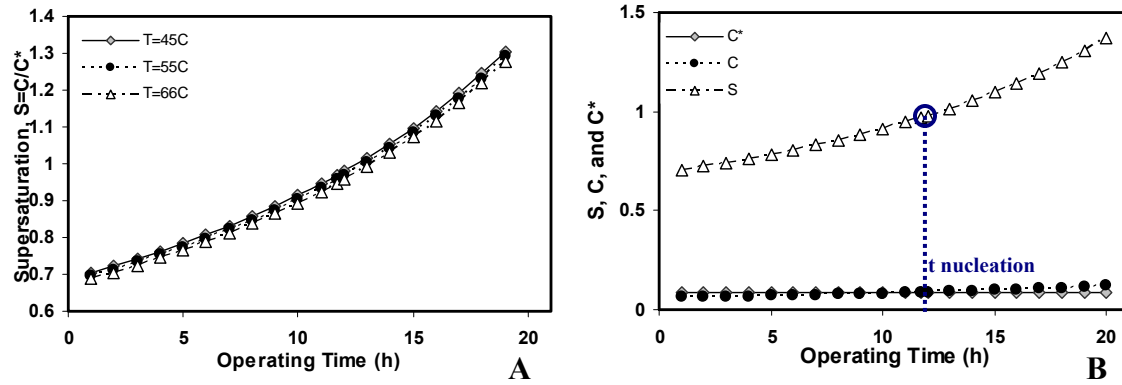 Supersaturation, S=C/C*
1.4
1.3
1.2
1.1
1
0.9
0.8
0.7
0.6
T=45C
T=55C
T=66C
0 5 10 15 20
Operating Time (h)
A
S, C, and C*
1.5
1
0.5
0
C*
C
S
t nucleation
0 5 10 15 20
Operating Time (h)
B